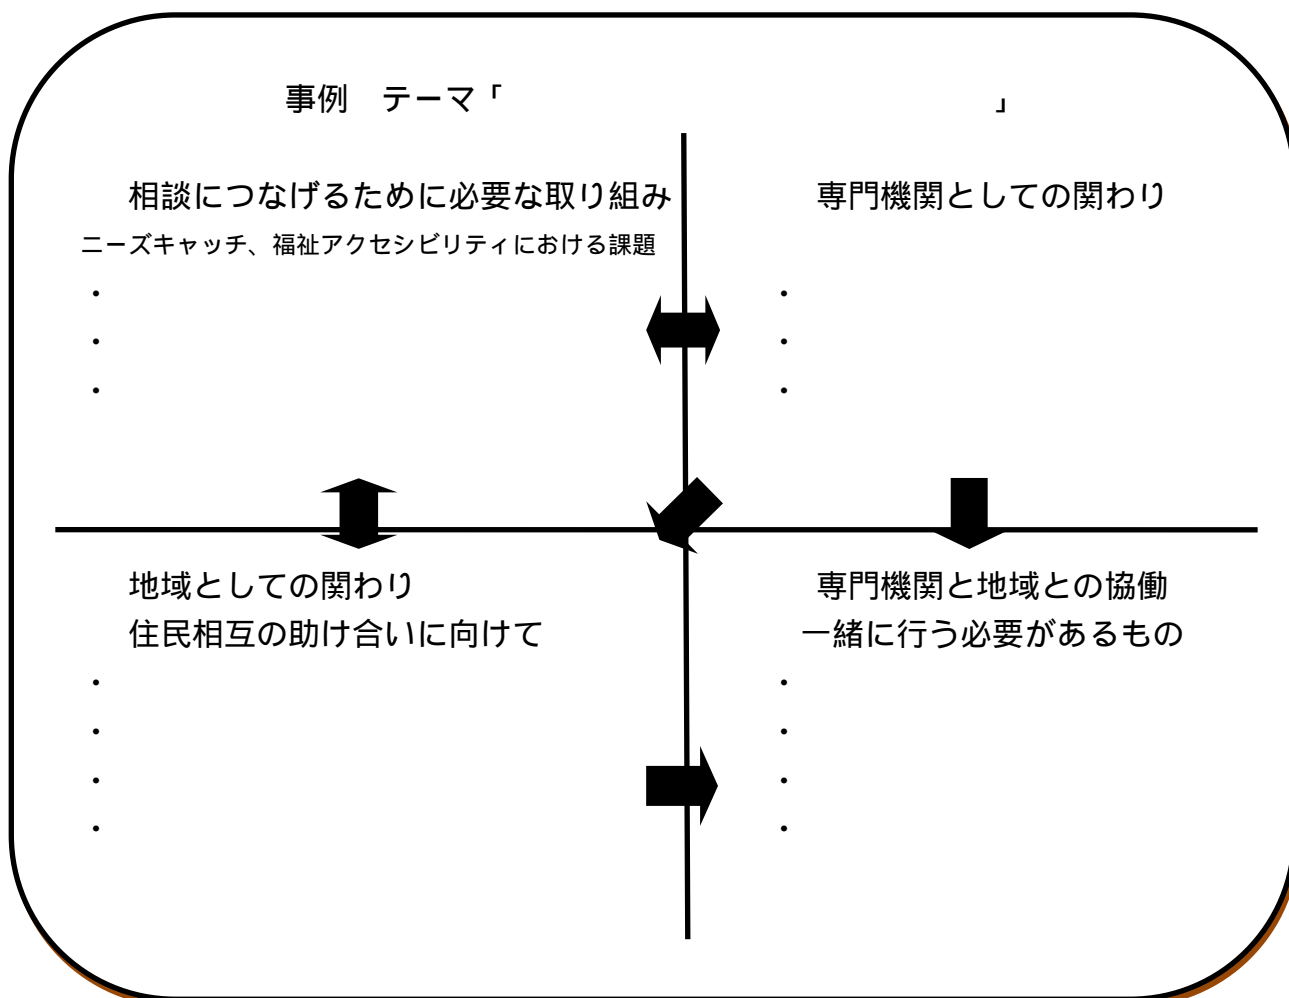 事例　テーマ「　　　　　　　　　　　　　　　」
相談につなげるために必要な取り組み
ニーズキャッチ、福祉アクセシビリティにおける課題
・
・
・
専門機関としての関わり
・
・
・
地域としての関わり
住民相互の助け合いに向けて
・
・
・
・
専門機関と地域との協働
一緒に行う必要があるもの
・
・
・
・